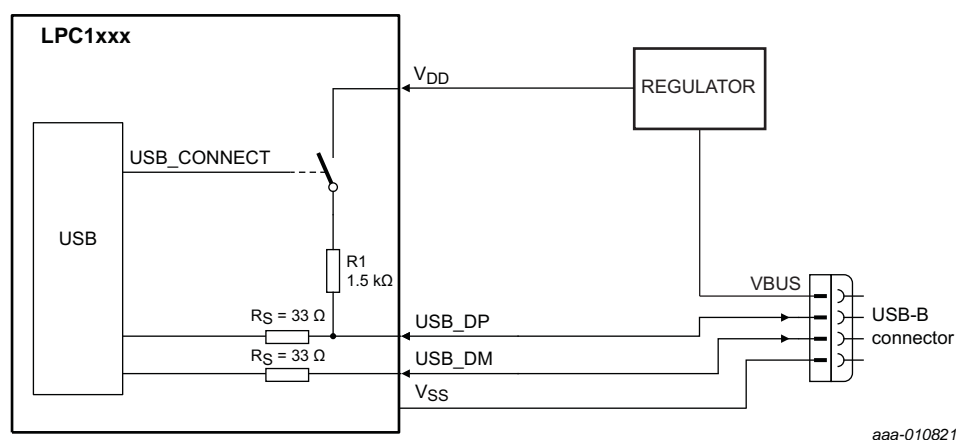 LPC1xxx
VDD
REGULATOR
USB_CONNECT
USB
R1
1.5 kΩ
VBUS
RS = 33 Ω
USB_DP
USB-B
connector
RS = 33 Ω
USB_DM
VSS
aaa-010821